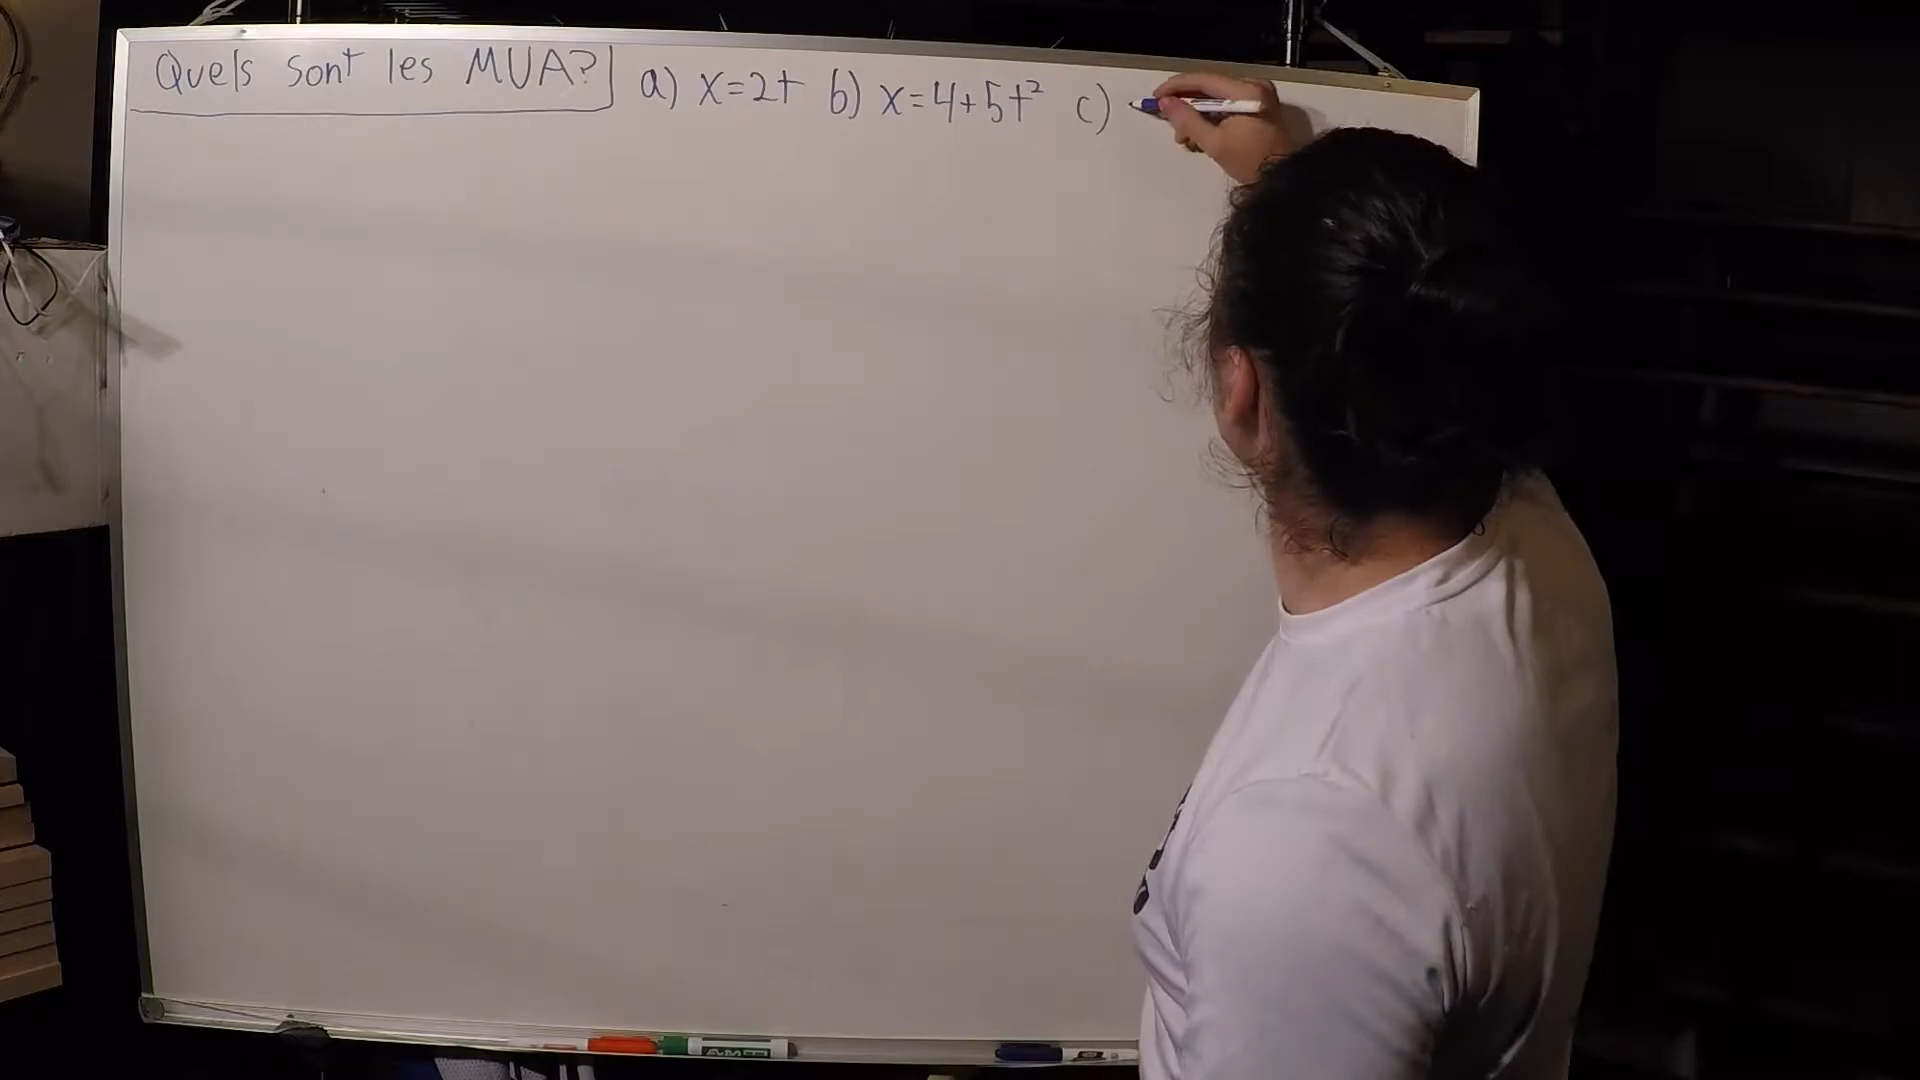 Quels sont les MUA? a) x=2t b) x=4+5t² c)